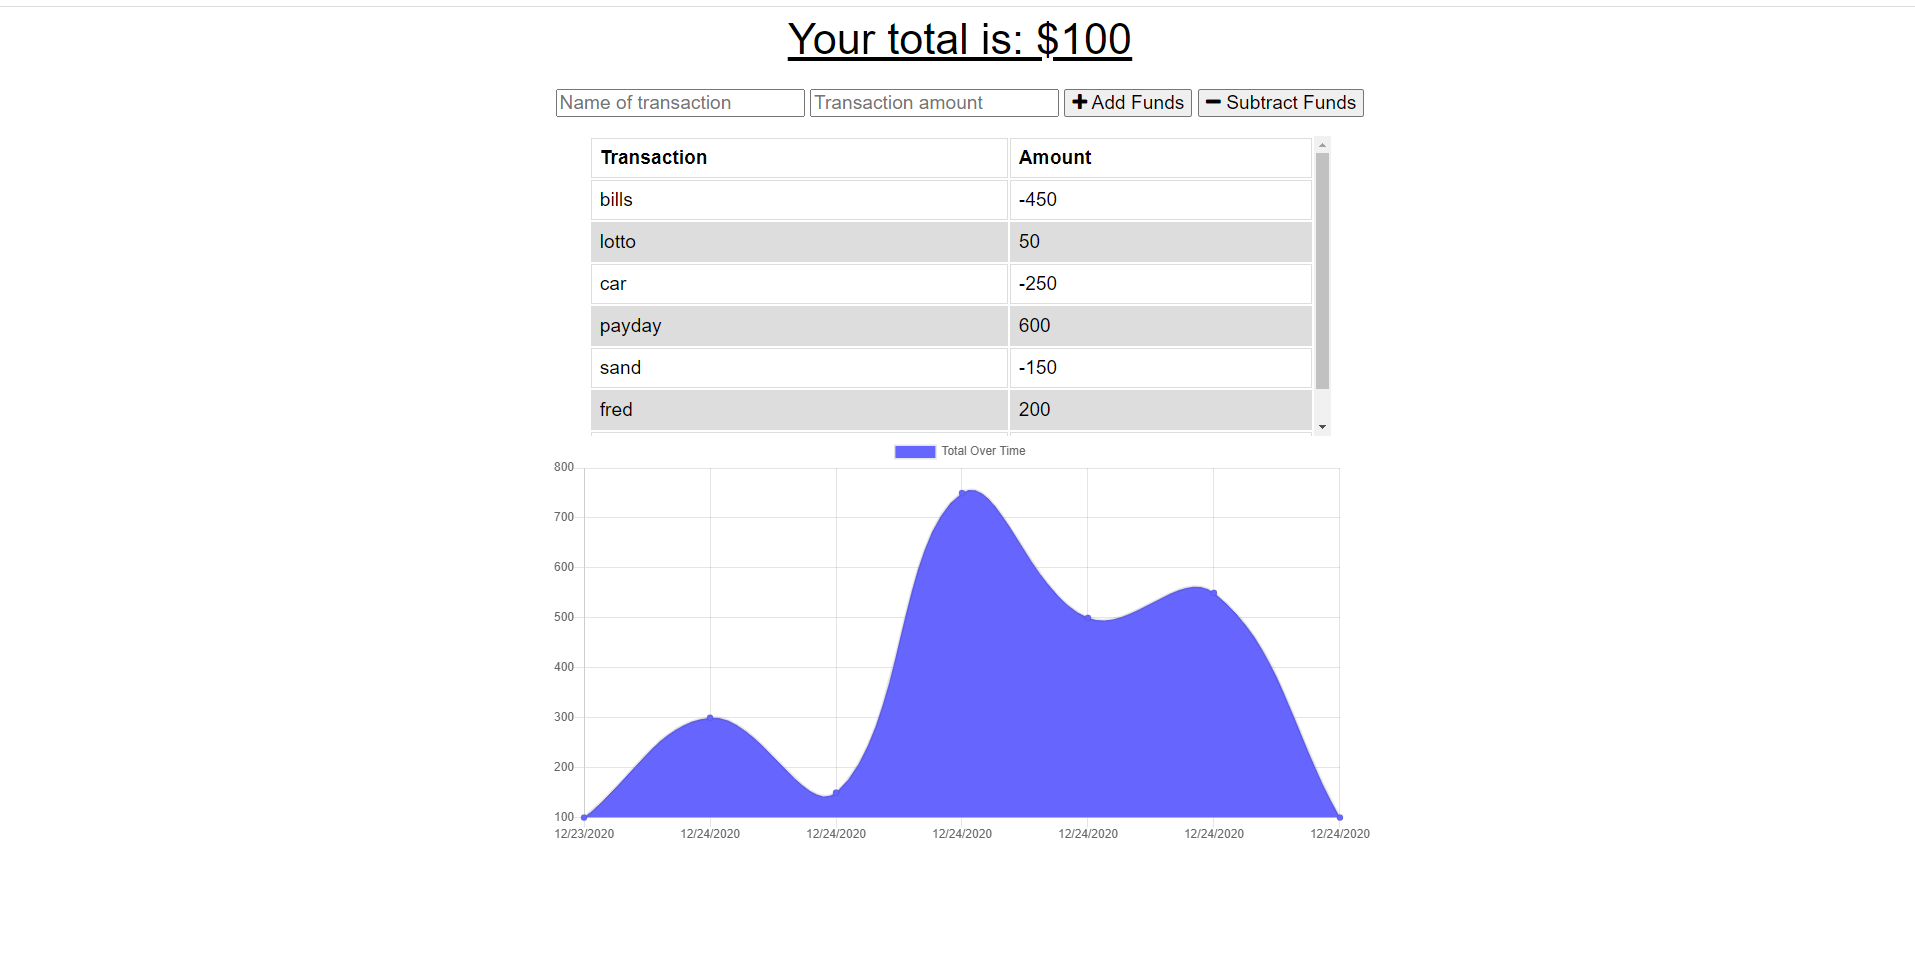 Your total is: $100
Name of transaction Transaction amount Add Funds Subtract Funds
Transaction Amount
bills -450
lotto 50
car -250
payday 600
sand -150
fred 200
Total Over Time
800
700
600
500
400
300
200
100
12/23/2020 12/24/2020 12/24/2020 12/24/2020 12/24/2020 12/24/2020 12/24/2020